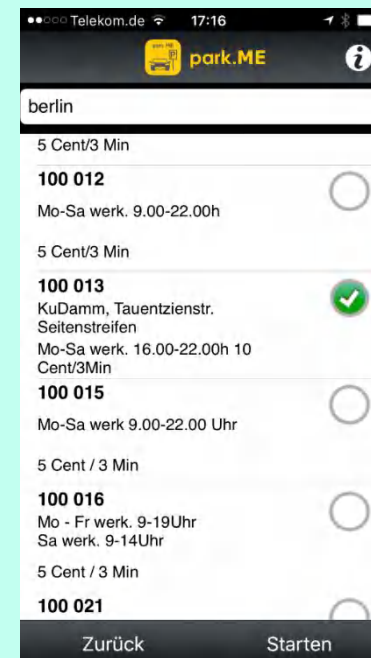 Telekom.de 17:16
park.ME
berlin
5 Cent/3 Min
100 012
Mo-Sa werk. 9.00-22.00h
5 Cent/3 Min
100 013
KuDamm, Tauentzienstr.
Seitenstreifen
Mo-Sa werk. 16.00-22.00h 10
Cent/3Min
100 015
Mo-Sa werk 9.00-22.00 Uhr
5 Cent / 3 Min
100 016
Mo - Fr werk. 9-19Uhr
Sa werk. 9-14Uhr
5 Cent / 3 Min
100 021
Zurück Starten